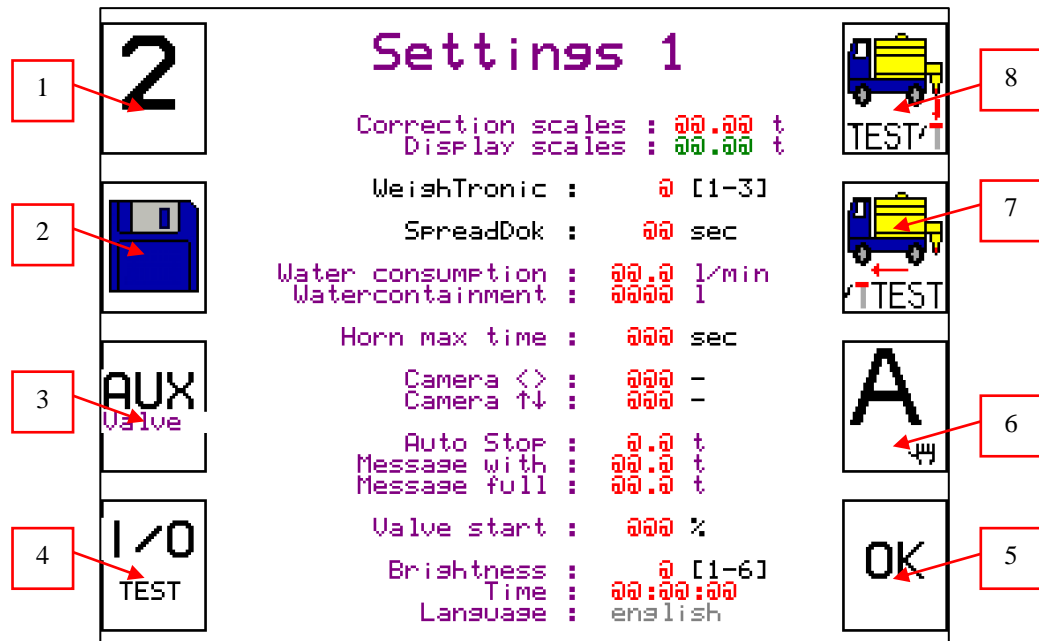 1
2
Settings 1
8
TEST
Correction scales : @@.@@ t
Display scales : @@.@@ t
2
WeighTronic : @ [1-3]
7
SpreadDok : @@ sec
Water consumption : @@.@ l/min
Watercontainment : @@@@ l
TEST
Horn max time : @@@ sec
3
AUX
Valve
Camera <> : @@@ -
Camera ↑↓ : @@@ -
A
6
Auto Stop : @.@ t
Message with : @@.@ t
Message full : @@.@ t
4
I/O
TEST
Valve start : @@@ %
OK
5
Brightness : @ [1-6]
Time : @@:@@:@@
Language : english